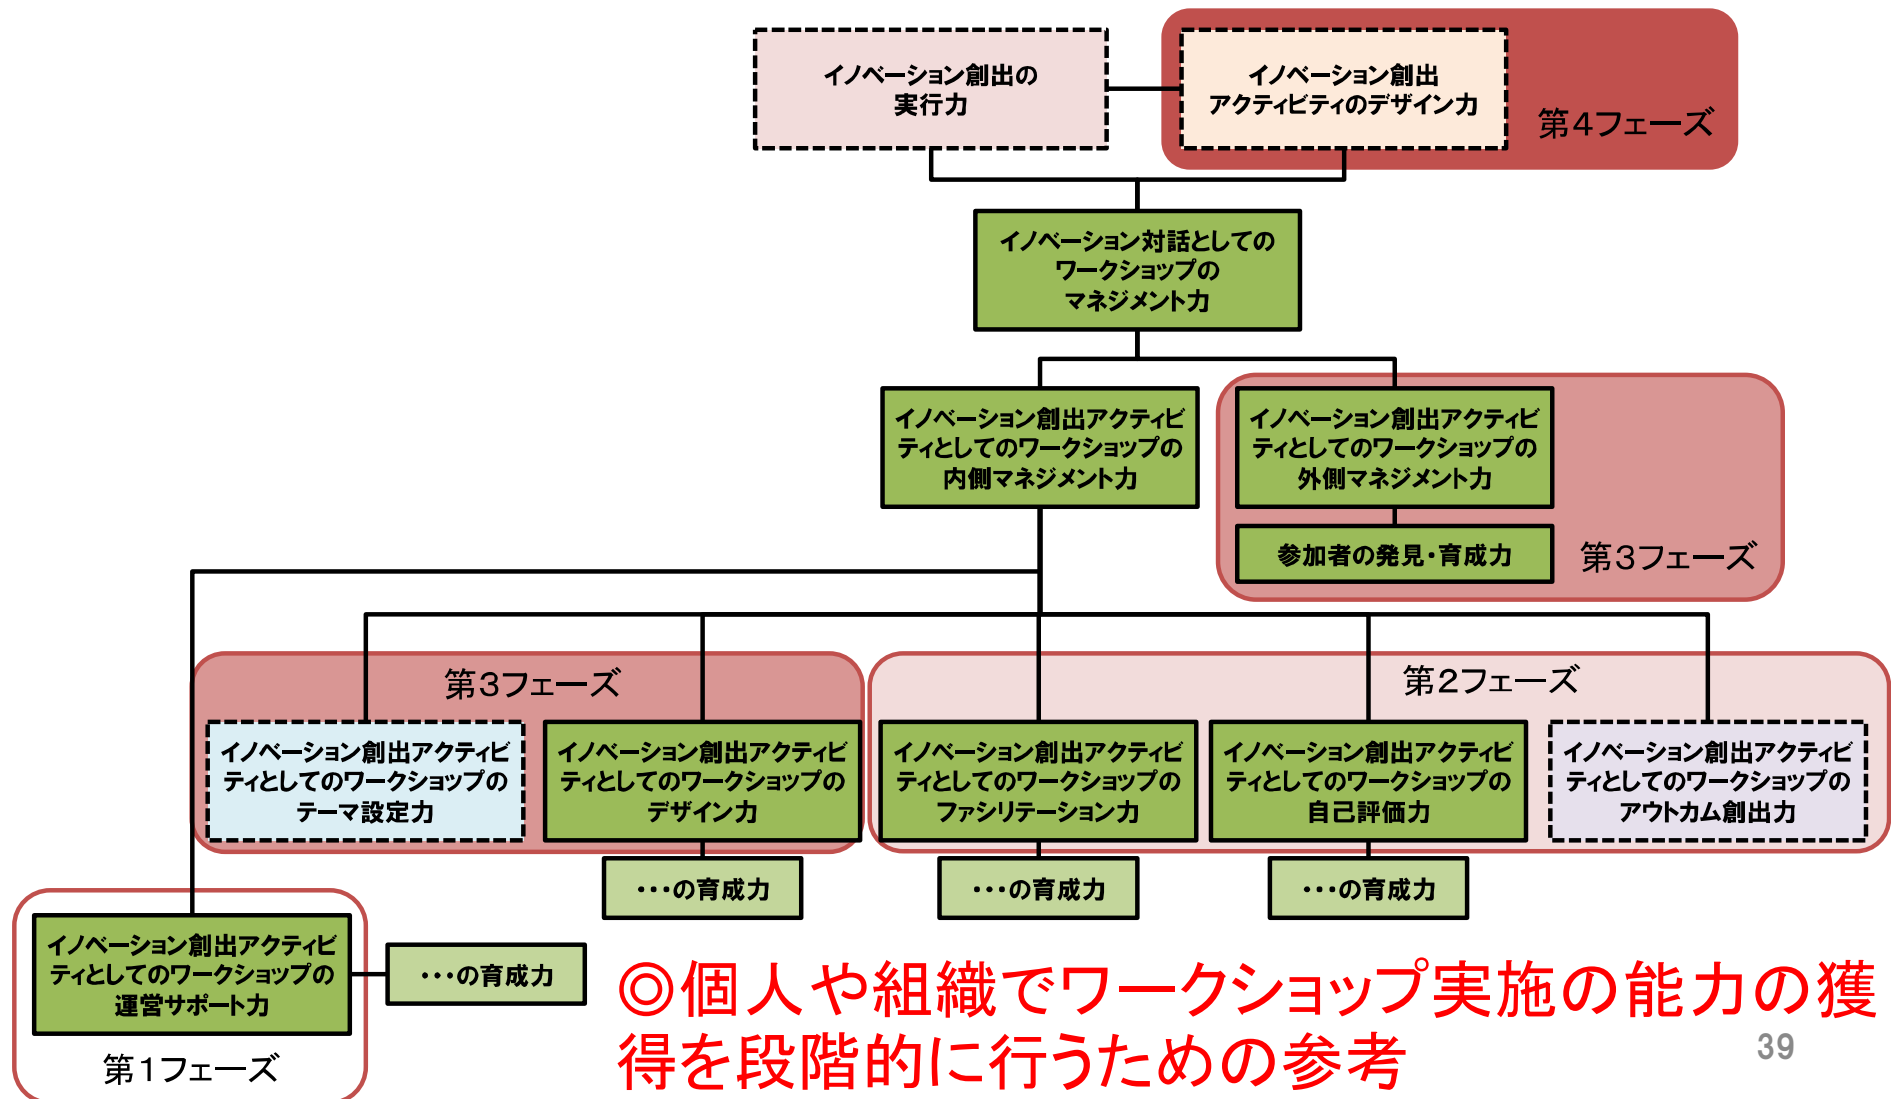 イノベーション創出の
実行力
イノベーション創出
アクティビティのデザイン力
第4フェーズ
イノベーション対話としての
ワークショップの
マネジメント力
イノベーション創出アクティビ
ティとしてのワークショップの
内側マネジメント力
イノベーション創出アクティビ
ティとしてのワークショップの
外側マネジメント力
参加者の発見・育成力
第3フェーズ
第3フェーズ
第2フェーズ
イノベーション創出アクティビ
ティとしてのワークショップの
テーマ設定力
イノベーション創出アクティビ
ティとしてのワークショップの
デザイン力
イノベーション創出アクティビ
ティとしてのワークショップの
ファシリテーション力
イノベーション創出アクティビ
ティとしてのワークショップの
自己評価力
イノベーション創出アクティビ
ティとしてのワークショップの
アウトカム創出力
・・・の育成力
・・・の育成力
・・・の育成力
イノベーション創出アクティビ
ティとしてのワークショップの
運営サポート力
・・・の育成力
第1フェーズ
◎個人や組織でワークショップ実施の能力の獲
得を段階的に行うための参考
39